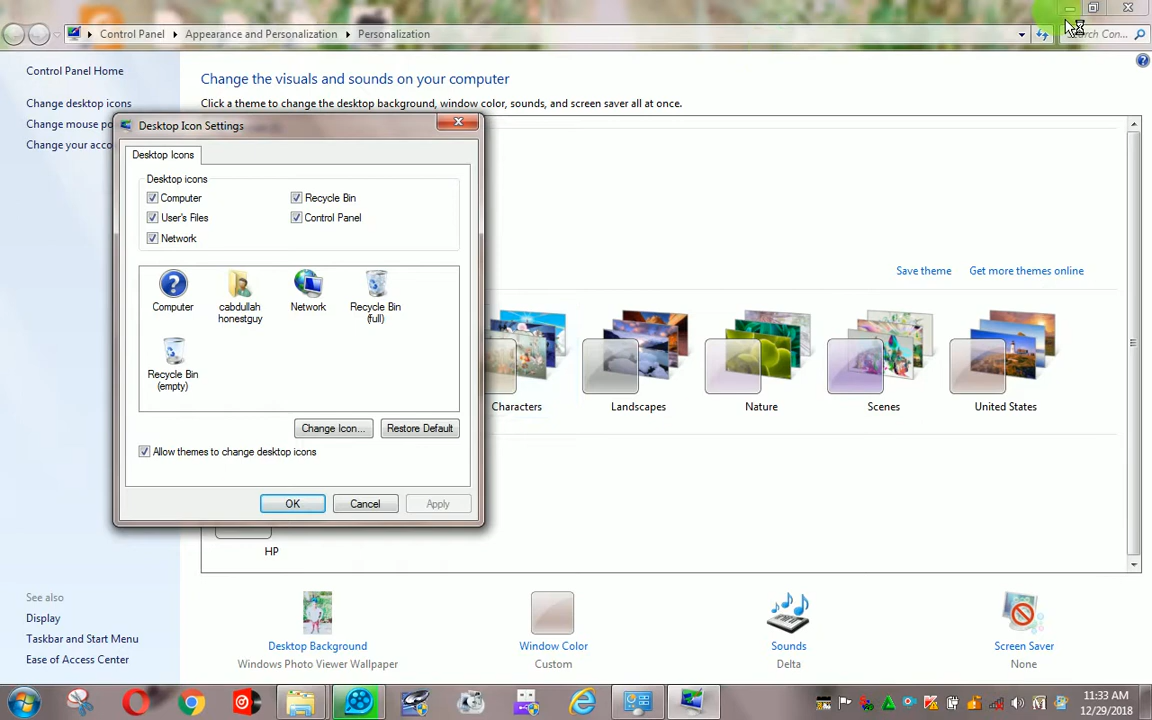 Control Panel ▸ Appearance and Personalization ▸ Personalization
Search Con...
Control Panel Home
Change the visuals and sounds on your computer
Change desktop icons
Click a theme to change the desktop background, window color, sounds, and screen saver all at once.
Change mouse po
Change your acco
Desktop Icon Settings
Desktop Icons
Desktop icons
Computer
Recycle Bin
User's Files
Control Panel
Network
Computer
cabdullah honestguy
Network
Recycle Bin (full)
Recycle Bin (empty)
Change Icon...
Restore Default
Allow themes to change desktop icons
OK
Cancel
Apply
Save theme
Get more themes online
Characters
Landscapes
Nature
Scenes
United States
HP
See also
Display
Taskbar and Start Menu
Ease of Access Center
Desktop Background
Windows Photo Viewer Wallpaper
Window Color
Custom
Sounds
Delta
Screen Saver
None
11:33 AM
12/29/2018